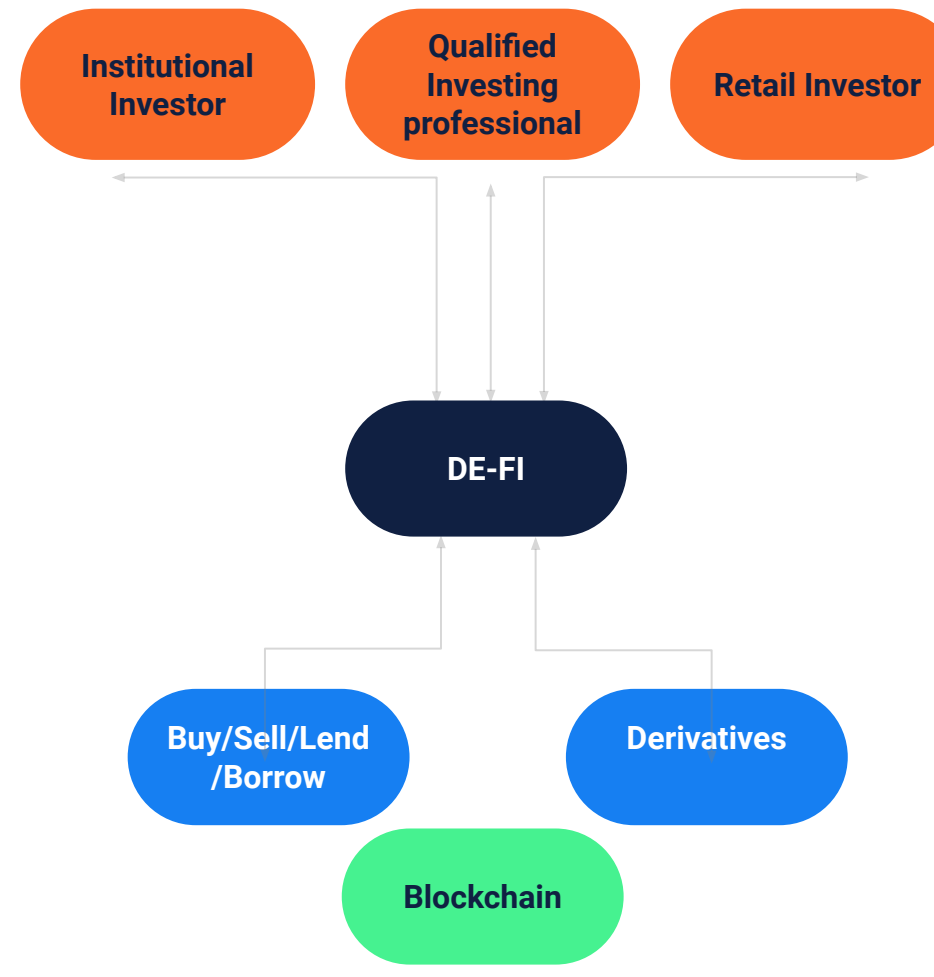 Institutional
Investor
Qualified
Investing
professional
Retail Investor
DE-FI
Buy/Sell/Lend
/Borrow
Derivatives
Blockchain